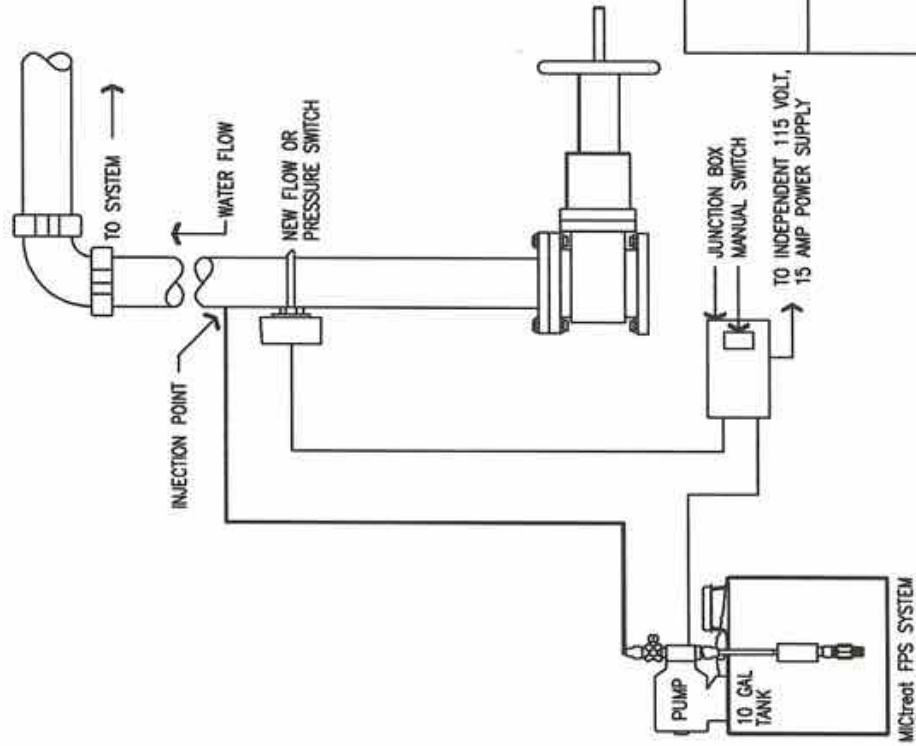 TO SYSTEM
WATER FLOW
INJECTION POINT
NEW FLOW OR
PRESSURE SWITCH
JUNCTION BOX
MANUAL SWITCH
TO INDEPENDENT 115 VOLT,
15 AMP POWER SUPPLY
PUMP
10 GAL
TANK
MICtreat FPS SYSTEM